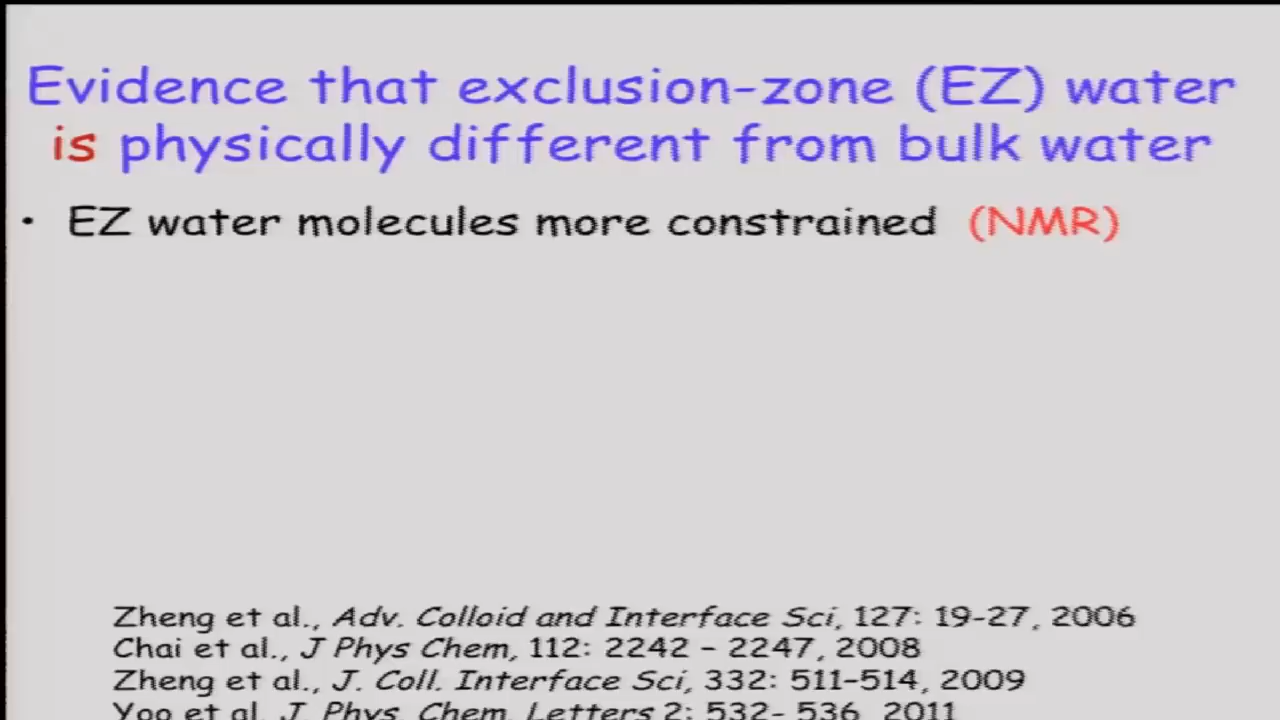 Evidence that exclusion-zone (EZ) water
is physically different from bulk water
• EZ water molecules more constrained (NMR)
Zheng et al., Adv. Colloid and Interface Sci, 127: 19-27, 2006
Chai et al., J Phys Chem, 112: 2242 – 2247, 2008
Zheng et al., J. Coll. Interface Sci, 332: 511-514, 2009
Yoo et al, J. Phys. Chem. Letters 2: 532- 536, 2011